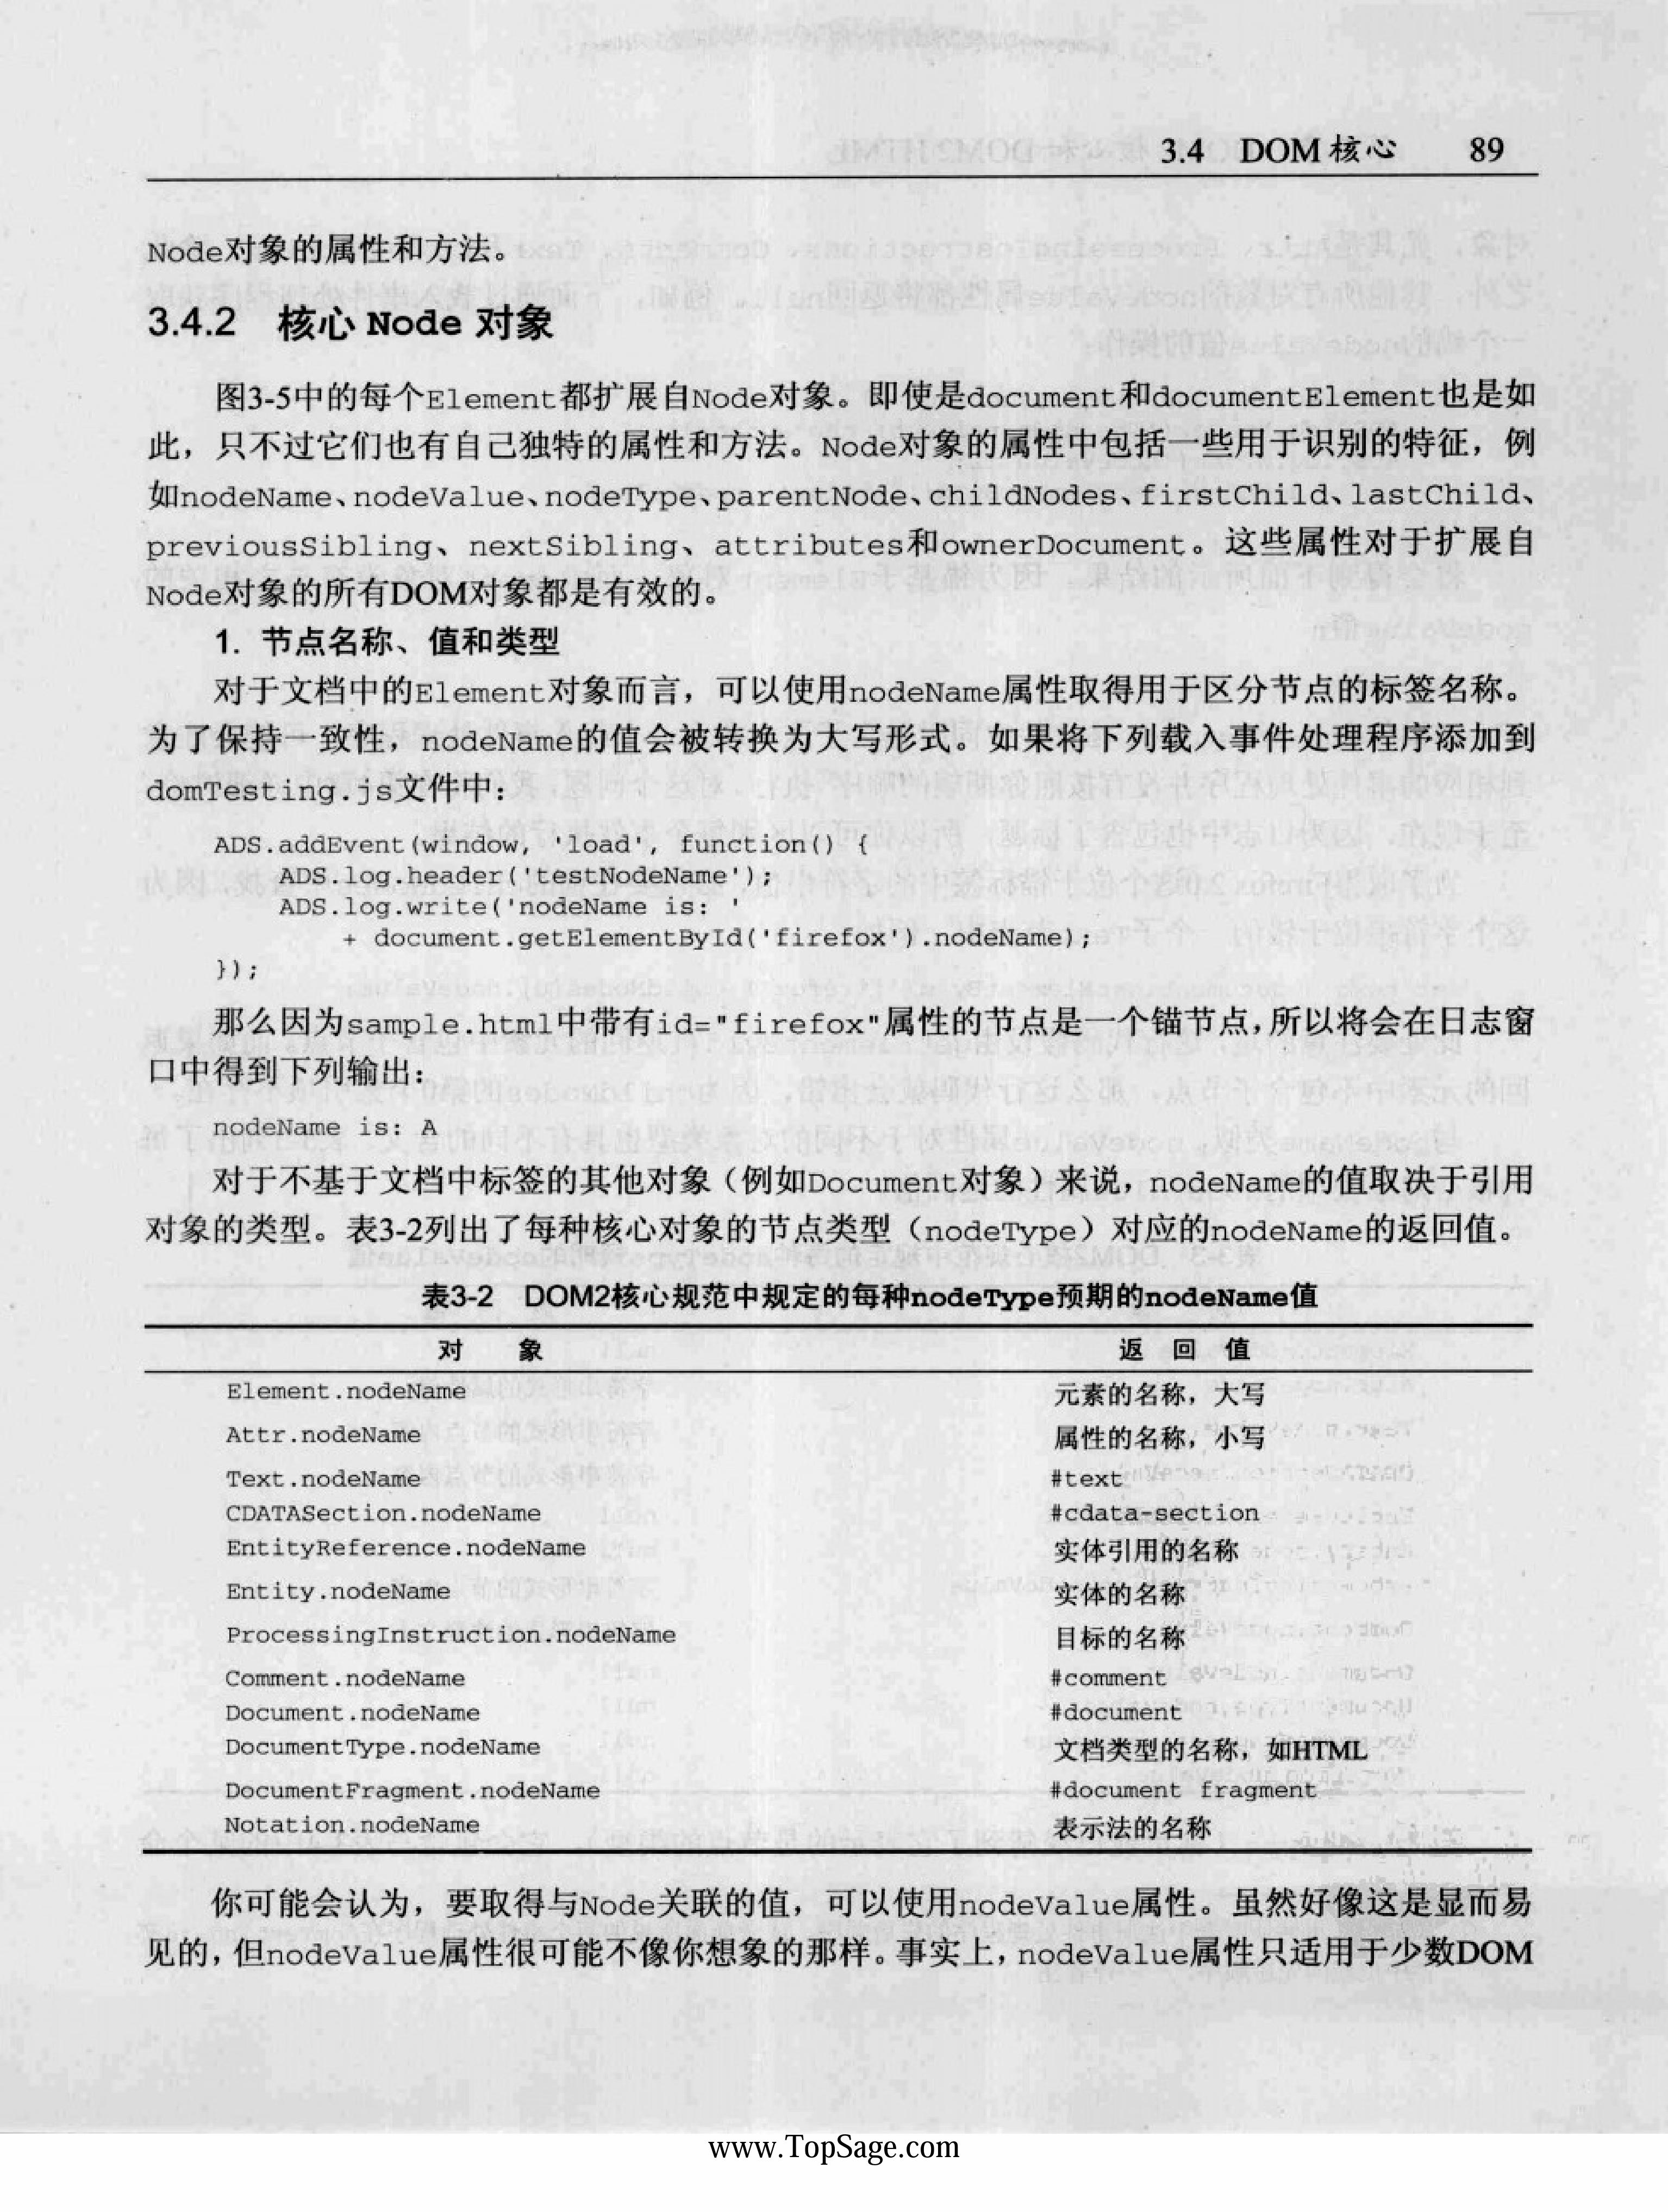 3.4 DOM 核心 89
Node对象的属性和方法。
3.4.2 核心 Node 对象
图3-5中的每个Element都扩展自Node对象。即使是document和documentElement也是如
此，只不过它们也有自己独特的属性和方法。Node对象的属性中包括一些用于识别的特征，例
如nodeName、nodeValue、nodeType、parentNode、childNodes、firstChild、lastChild、
previousSibling、nextSibling、attributes和ownerDocument。这些属性对于扩展自
Node对象的所有DOM对象都是有效的。
1. 节点名称、值和类型
对于文档中的Element对象而言，可以使用nodeName属性取得用于区分节点的标签名称。
为了保持一致性，nodeName的值会被转换为大写形式。如果将下列载入事件处理程序添加到
domTesting.js文件中：
ADS.addEvent(window, 'load', function() {
ADS.log.header('testNodeName');
ADS.log.write('nodeName is: '
+ document.getElementById('firefox').nodeName);
});
那么因为sample.html中带有id="firefox"属性的节点是一个锚节点，所以将会在日志窗
口中得到下列输出：
nodeName is: A
对于不基于文档中标签的其他对象（例如Document对象）来说，nodeName的值取决于引用
对象的类型。表3-2列出了每种核心对象的节点类型（nodeType）对应的nodeName的返回值。
表3-2 DOM2核心规范中规定的每种nodeType预期的nodeName值
对 象 返 回 值
Element.nodeName 元素的名称，大写
Attr.nodeName 属性的名称，小写
Text.nodeName #text
CDATASection.nodeName #cdata-section
EntityReference.nodeName 实体引用的名称
Entity.nodeName 实体的名称
ProcessingInstruction.nodeName 目标的名称
Comment.nodeName #comment
Document.nodeName #document
DocumentType.nodeName 文档类型的名称，如HTML
DocumentFragment.nodeName #document fragment
Notation.nodeName 表示法的名称
你可能会认为，要取得与Node关联的值，可以使用nodeValue属性。虽然好像这是显而易
见的，但nodeValue属性很可能不像你想象的那样。事实上，nodeValue属性只适用于少数DOM
www.TopSage.com